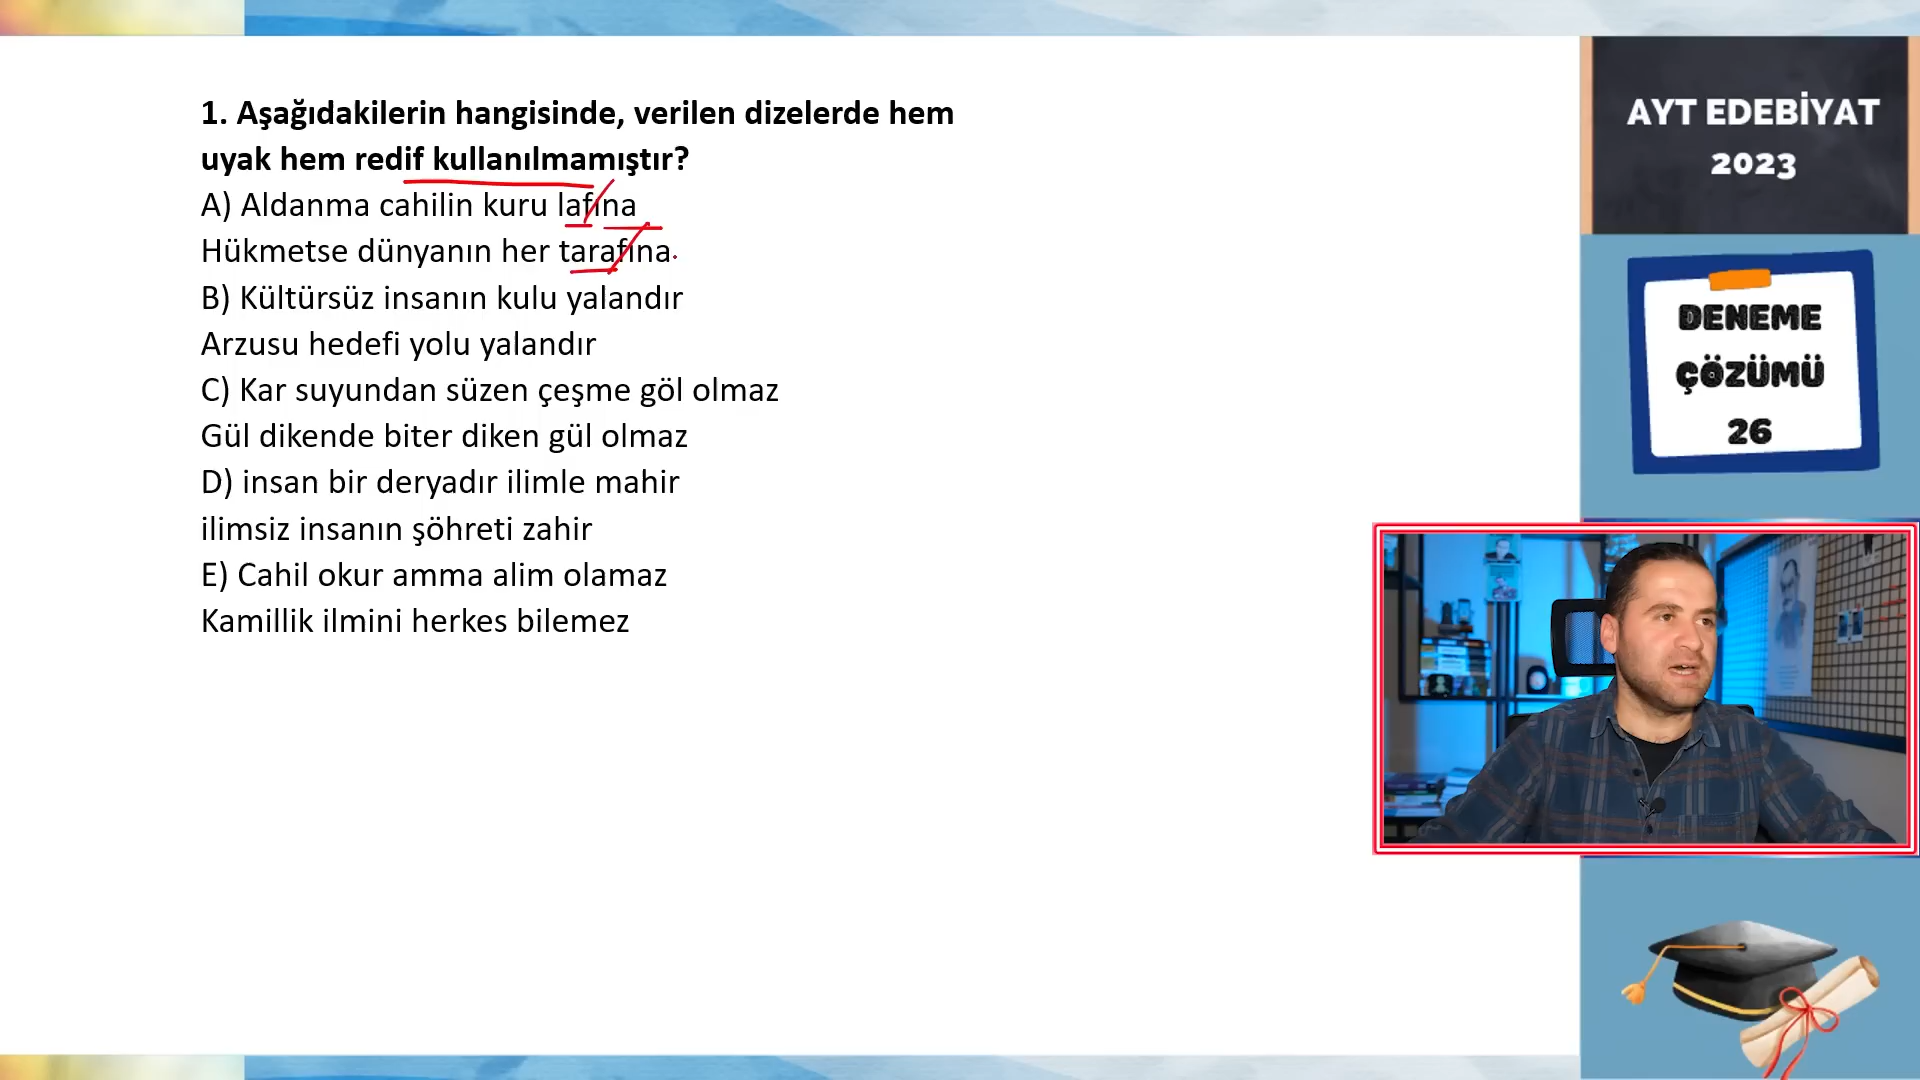 1. Aşağıdakilerin hangisinde, verilen dizelerde hem
uyak hem redif kullanılmamıştır?
A) Aldanma cahilin kuru lafına
Hükmetse dünyanın her tarafına
B) Kültürsüz insanın kulu yalandır
Arzusu hedefi yolu yalandır
C) Kar suyundan süzen çeşme göl olmaz
Gül dikende biter diken gül olmaz
D) insan bir deryadır ilimle mahir
ilimsiz insanın şöhreti zahir
E) Cahil okur amma alim olamaz
Kamillik ilmini herkes bilemez
AYT EDEBİYAT
2023
DENEME
ÇÖZÜMÜ
26